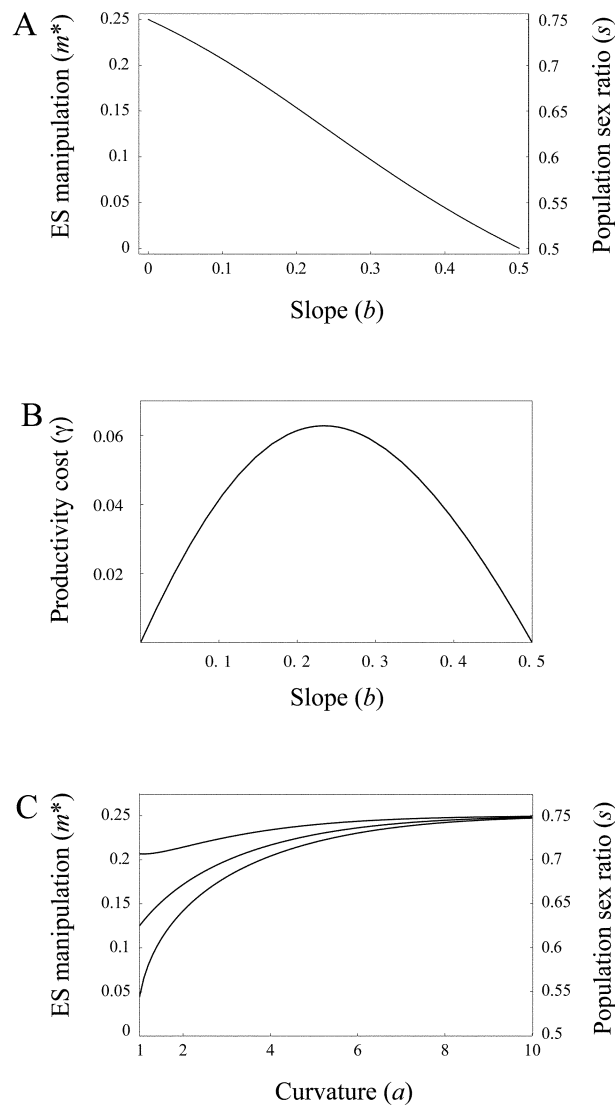 A
ES manipulation (m*)
0.25
0.2
0.15
0.1
0.05
0
0.75
0.7
0.65
0.6
0.55
0.5
Population sex ratio (s)
0 0.1 0.2 0.3 0.4 0.5
Slope (b)
B
Productivity cost (γ)
0.06
0.04
0.02
0. 1 0. 2 0. 3 0. 4 0. 5
Slope (b)
C
ES manipulation (m*)
0.25
0.2
0.15
0.1
0.05
0
0.75
0.7
0.65
0.6
0.55
0.5
Population sex ratio (s)
1 2 4 6 8 10
Curvature (a)